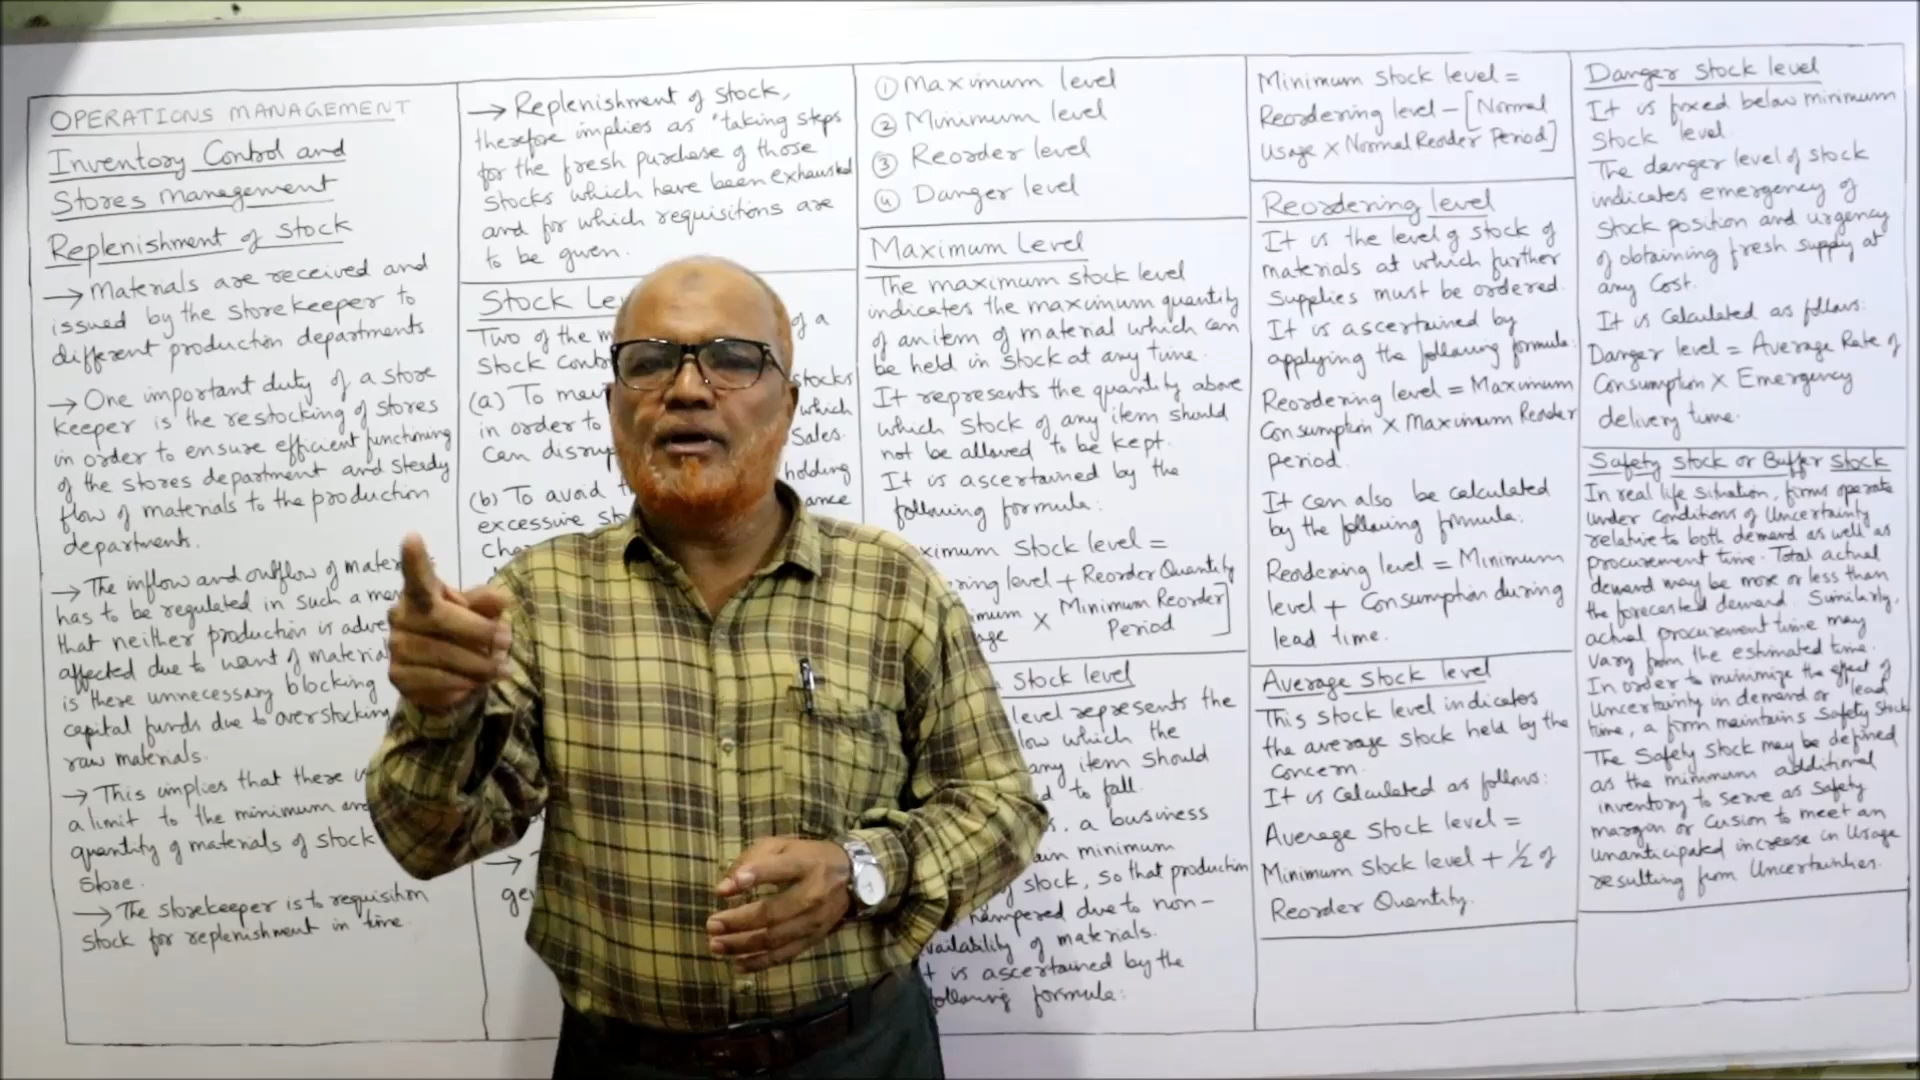 OPERATIONS MANAGEMENT
Inventory Control and
Stores Management
Replenishment of Stock
→ Materials are received and
issued by the storekeeper to
different production departments
→ One important duty of a store
keeper is the restocking of stores
in order to ensure efficient functioning
of the stores department and steady
flow of materials to the production
departments.
→ The inflow and outflow of
has to be regulated in such a
that neither production is
affected due to want of
is there unnecessary blocking
capital funds due to overstocking
raw materials.
→ This implies that there
a limit to the minimum
quantity of materials of stock
store.
→ The storekeeper is to requisition
stock for replenishment in time.
→ Replenishment of stock,
therefore implies as 'taking steps
for the fresh purchase of those
stocks which have been exhausted
and for which requisitions are
to be given.
Stock
Two of the of a
Stock
(a) To stocks
in order to which
can Sales.
(b) To avoid holding
excessive
→
① Maximum level
② Minimum level
③ Reorder level
④ Danger level
Maximum Level
The maximum stock level
indicates the maximum quantity
of an item of material which can
be held in stock at any time.
It represents the quantity above
which stock of any item should
not be allowed to be kept.
It is ascertained by the
following formula:
Stock level =
level + Reorder Quantity
× Minimum Reorder
Period]
Stock level
level represents the
which the
any item should
to fall.
a business
minimum
stock, so that production
hampered due to non-
availability of materials.
It is ascertained by the
following formula:
Minimum Stock level =
Reordering level - [Normal
Usage × Normal Reorder Period]
Reordering level
It is the level of stock of
materials at which further
supplies must be ordered.
It is ascertained by
applying the following formula:
Reordering level = Maximum
Consumption × Maximum Reorder
period.
It can also be calculated
by the following formula:
Reordering level = Minimum
level + Consumption during
lead time.
Average Stock level
This stock level indicates
the average stock held by the
concern.
It is calculated as follows:
Average Stock level =
Minimum Stock level + 1/2 of
Reorder Quantity.
Danger Stock level
It is fixed below minimum
Stock level.
The danger level of stock
indicates emergency of
stock position and urgency
of obtaining fresh supply at
any cost.
It is calculated as follows:
Danger level = Average Rate of
Consumption × Emergency
delivery time.
Safety Stock or Buffer Stock
In real life situation, firms operate
under conditions of uncertainty
relative to both demand as well as
procurement time. Total actual
demand may be more or less than
the forecasted demand. Similarly,
actual procurement time may
vary from the estimated time.
In order to minimize the effect of
uncertainty in demand or lead
time, a firm maintains safety stock
The Safety Stock may be defined
as the minimum additional
inventory to serve as safety
margin or cusion to meet an
unanticipated increase in usage
resulting from uncertainties.